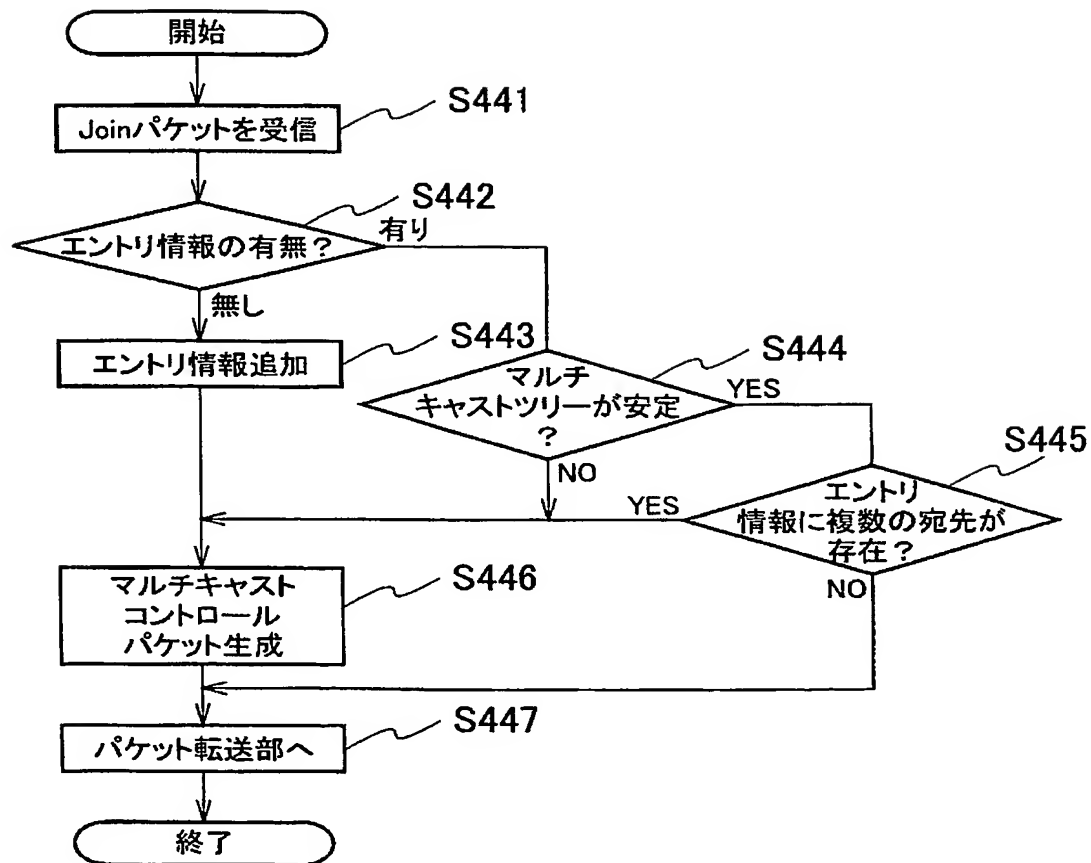 開始
S441
Joinパケットを受信
S442
エントリ情報の有無？
有り
無し
S443
エントリ情報追加
S444
マルチ
キャストツリーが安定
？
YES
NO
S445
エントリ
情報に複数の宛先が
存在？
YES
NO
S446
マルチキャスト
コントロール
パケット生成
S447
パケット転送部へ
終了